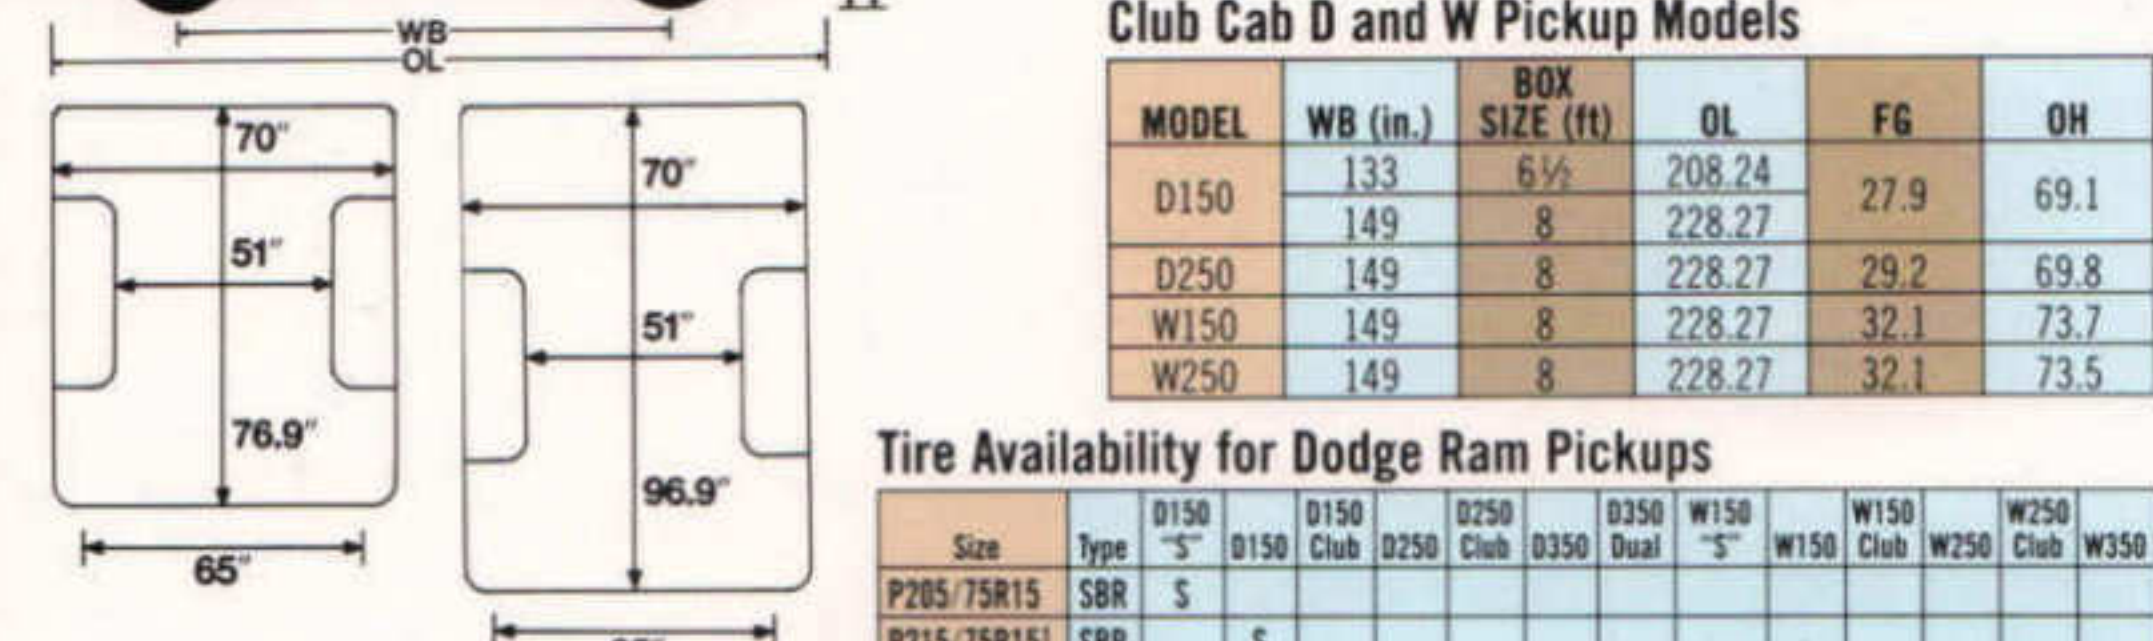 WB
OL
70"
51"
76.9"
65"
70"
51"
96.9"
Club Cab D and W Pickup Models
MODEL WB (in.) BOX SIZE (ft) OL FG OH
D150 133 6½ 208.24 27.9 69.1
149 8 228.27
D250 149 8 228.27 29.2 69.8
W150 149 8 228.27 32.1 73.7
W250 149 8 228.27 32.1 73.5
Tire Availability for Dodge Ram Pickups
Size Type D150 "S" D150 D150 Club D250 D250 Club D350 D350 Dual W150 "S" W150 W150 Club W250 W250 Club W350
P205/75R15 SBR S
SBR S